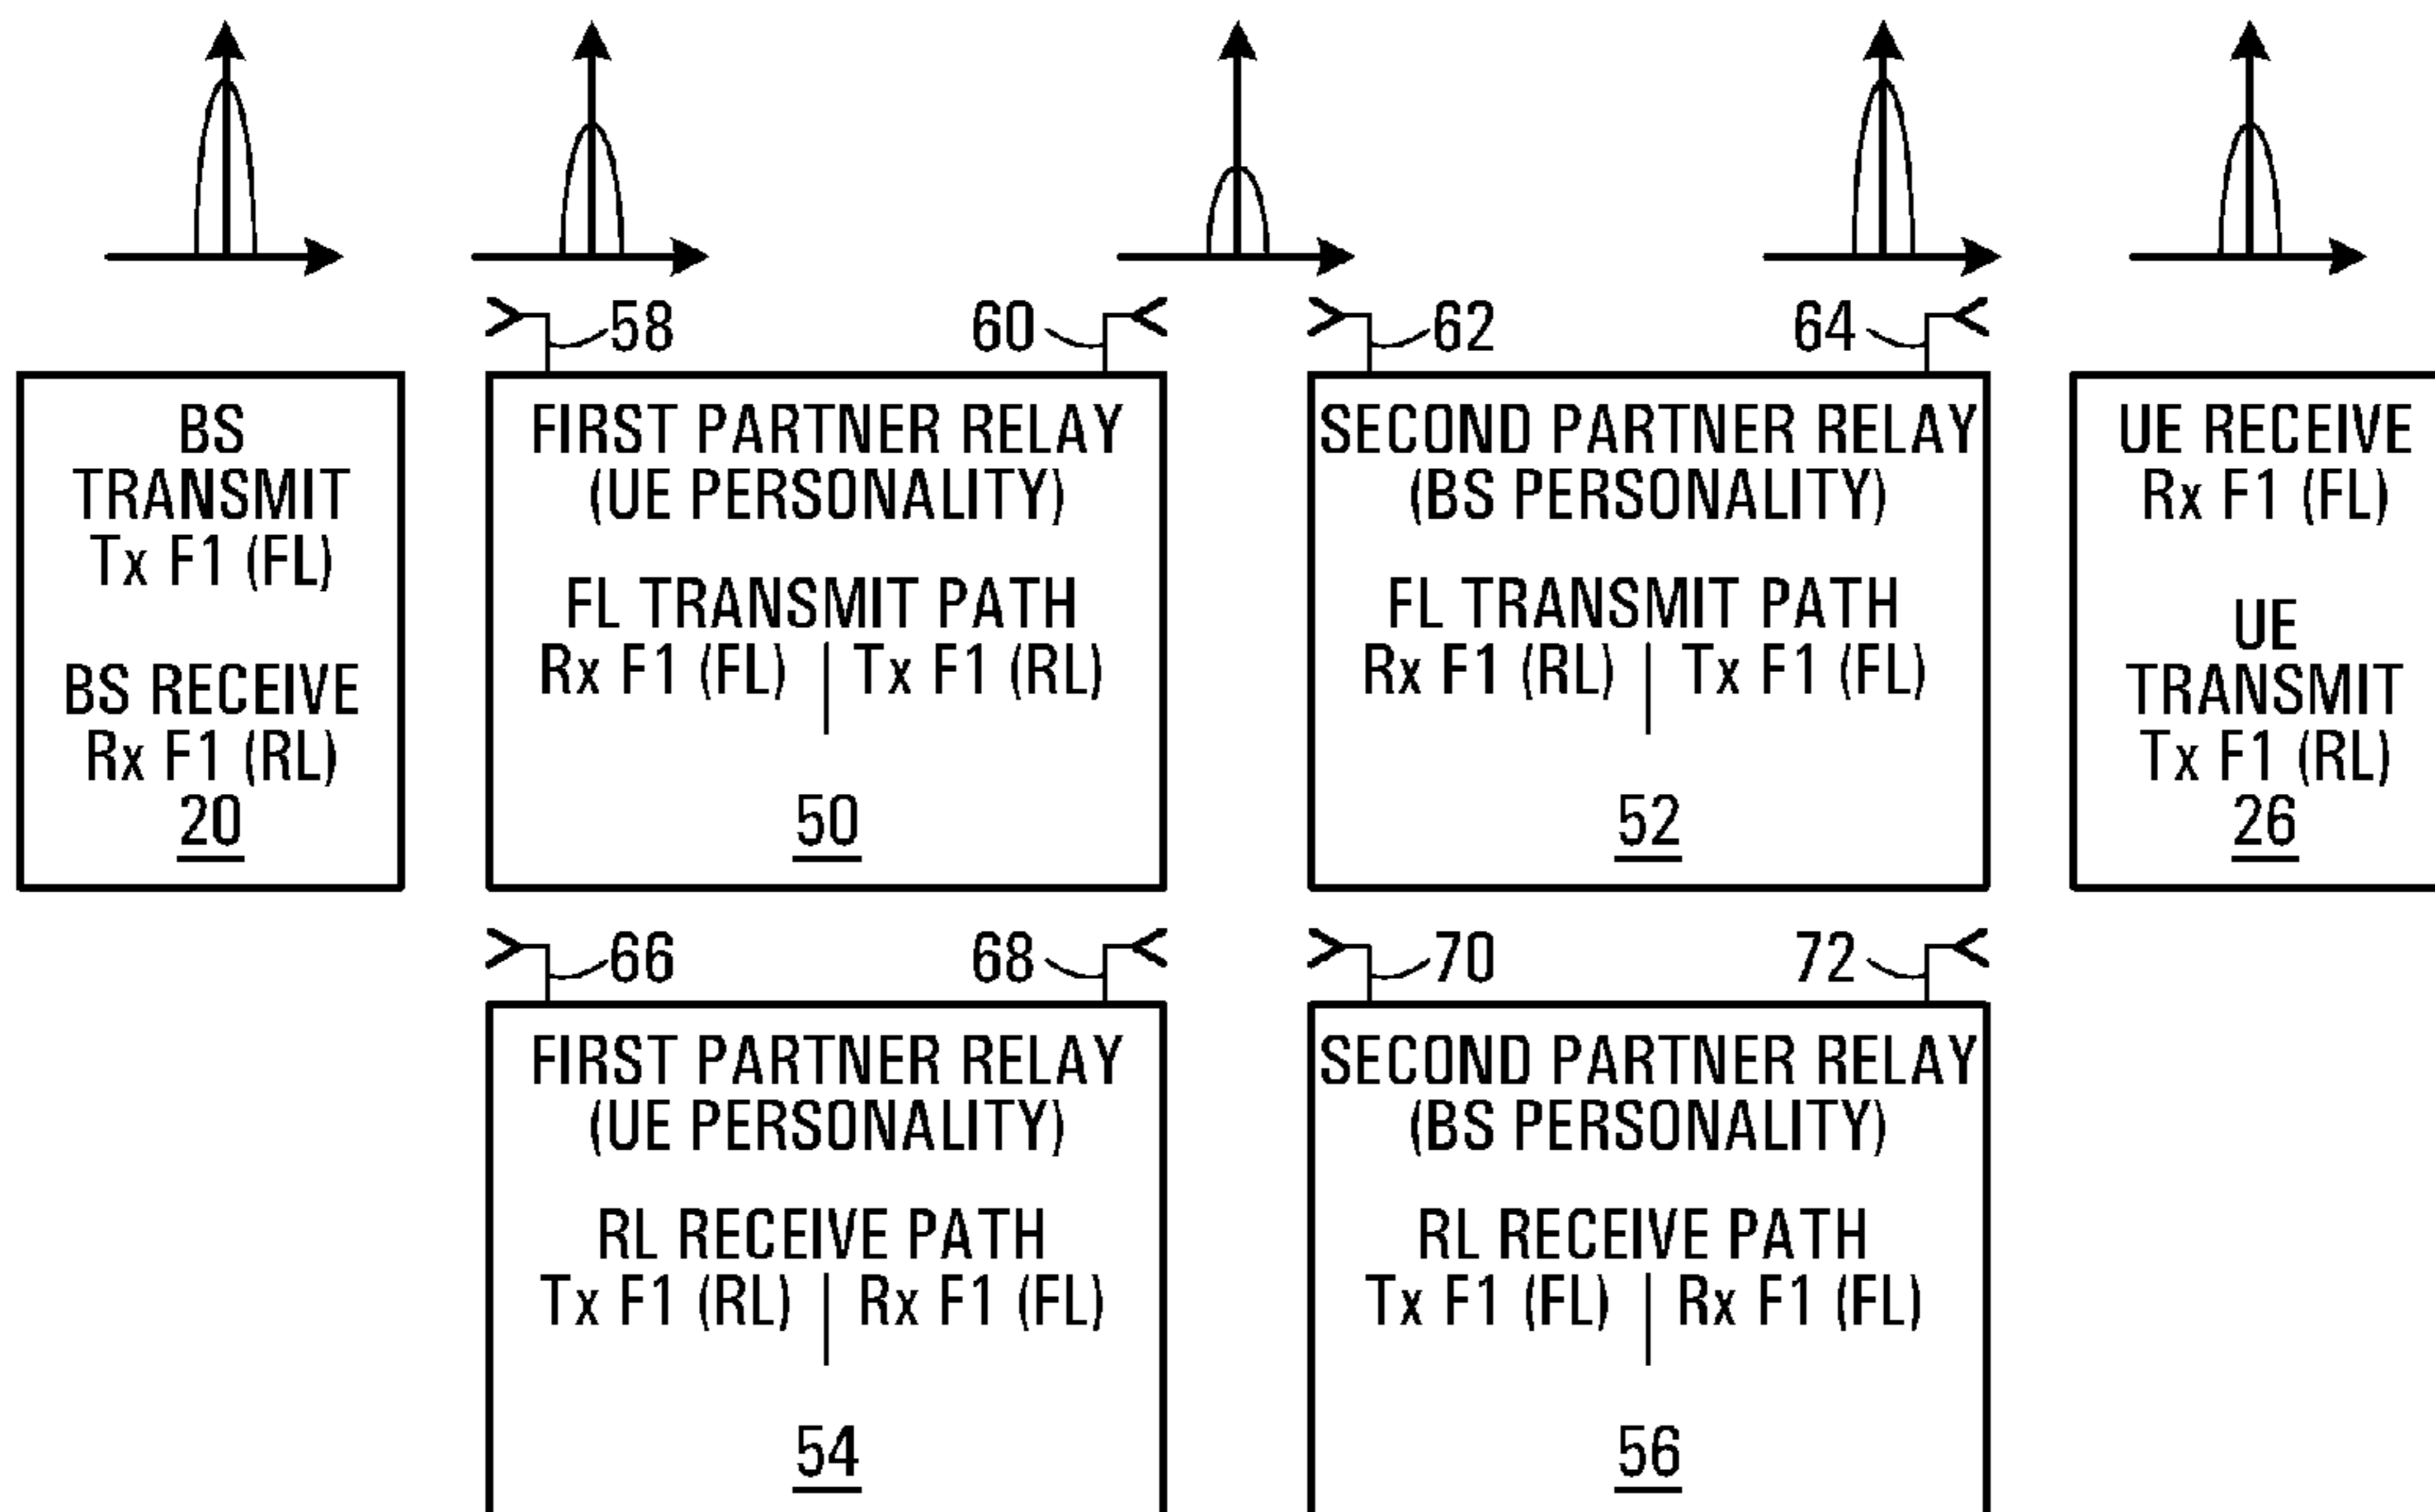 58
60
62
64
BS
TRANSMIT
Tx F1 (FL)
BS RECEIVE
Rx F1 (RL)
20
FIRST PARTNER RELAY
(UE PERSONALITY)
FL TRANSMIT PATH
Rx F1 (FL) | Tx F1 (RL)
50
SECOND PARTNER RELAY
(BS PERSONALITY)
FL TRANSMIT PATH
Rx F1 (RL) | Tx F1 (FL)
52
UE RECEIVE
Rx F1 (FL)
UE
TRANSMIT
Tx F1 (RL)
26
66
68
70
72
FIRST PARTNER RELAY
(UE PERSONALITY)
RL RECEIVE PATH
Tx F1 (RL) | Rx F1 (FL)
54
SECOND PARTNER RELAY
(BS PERSONALITY)
RL RECEIVE PATH
Tx F1 (FL) | Rx F1 (FL)
56